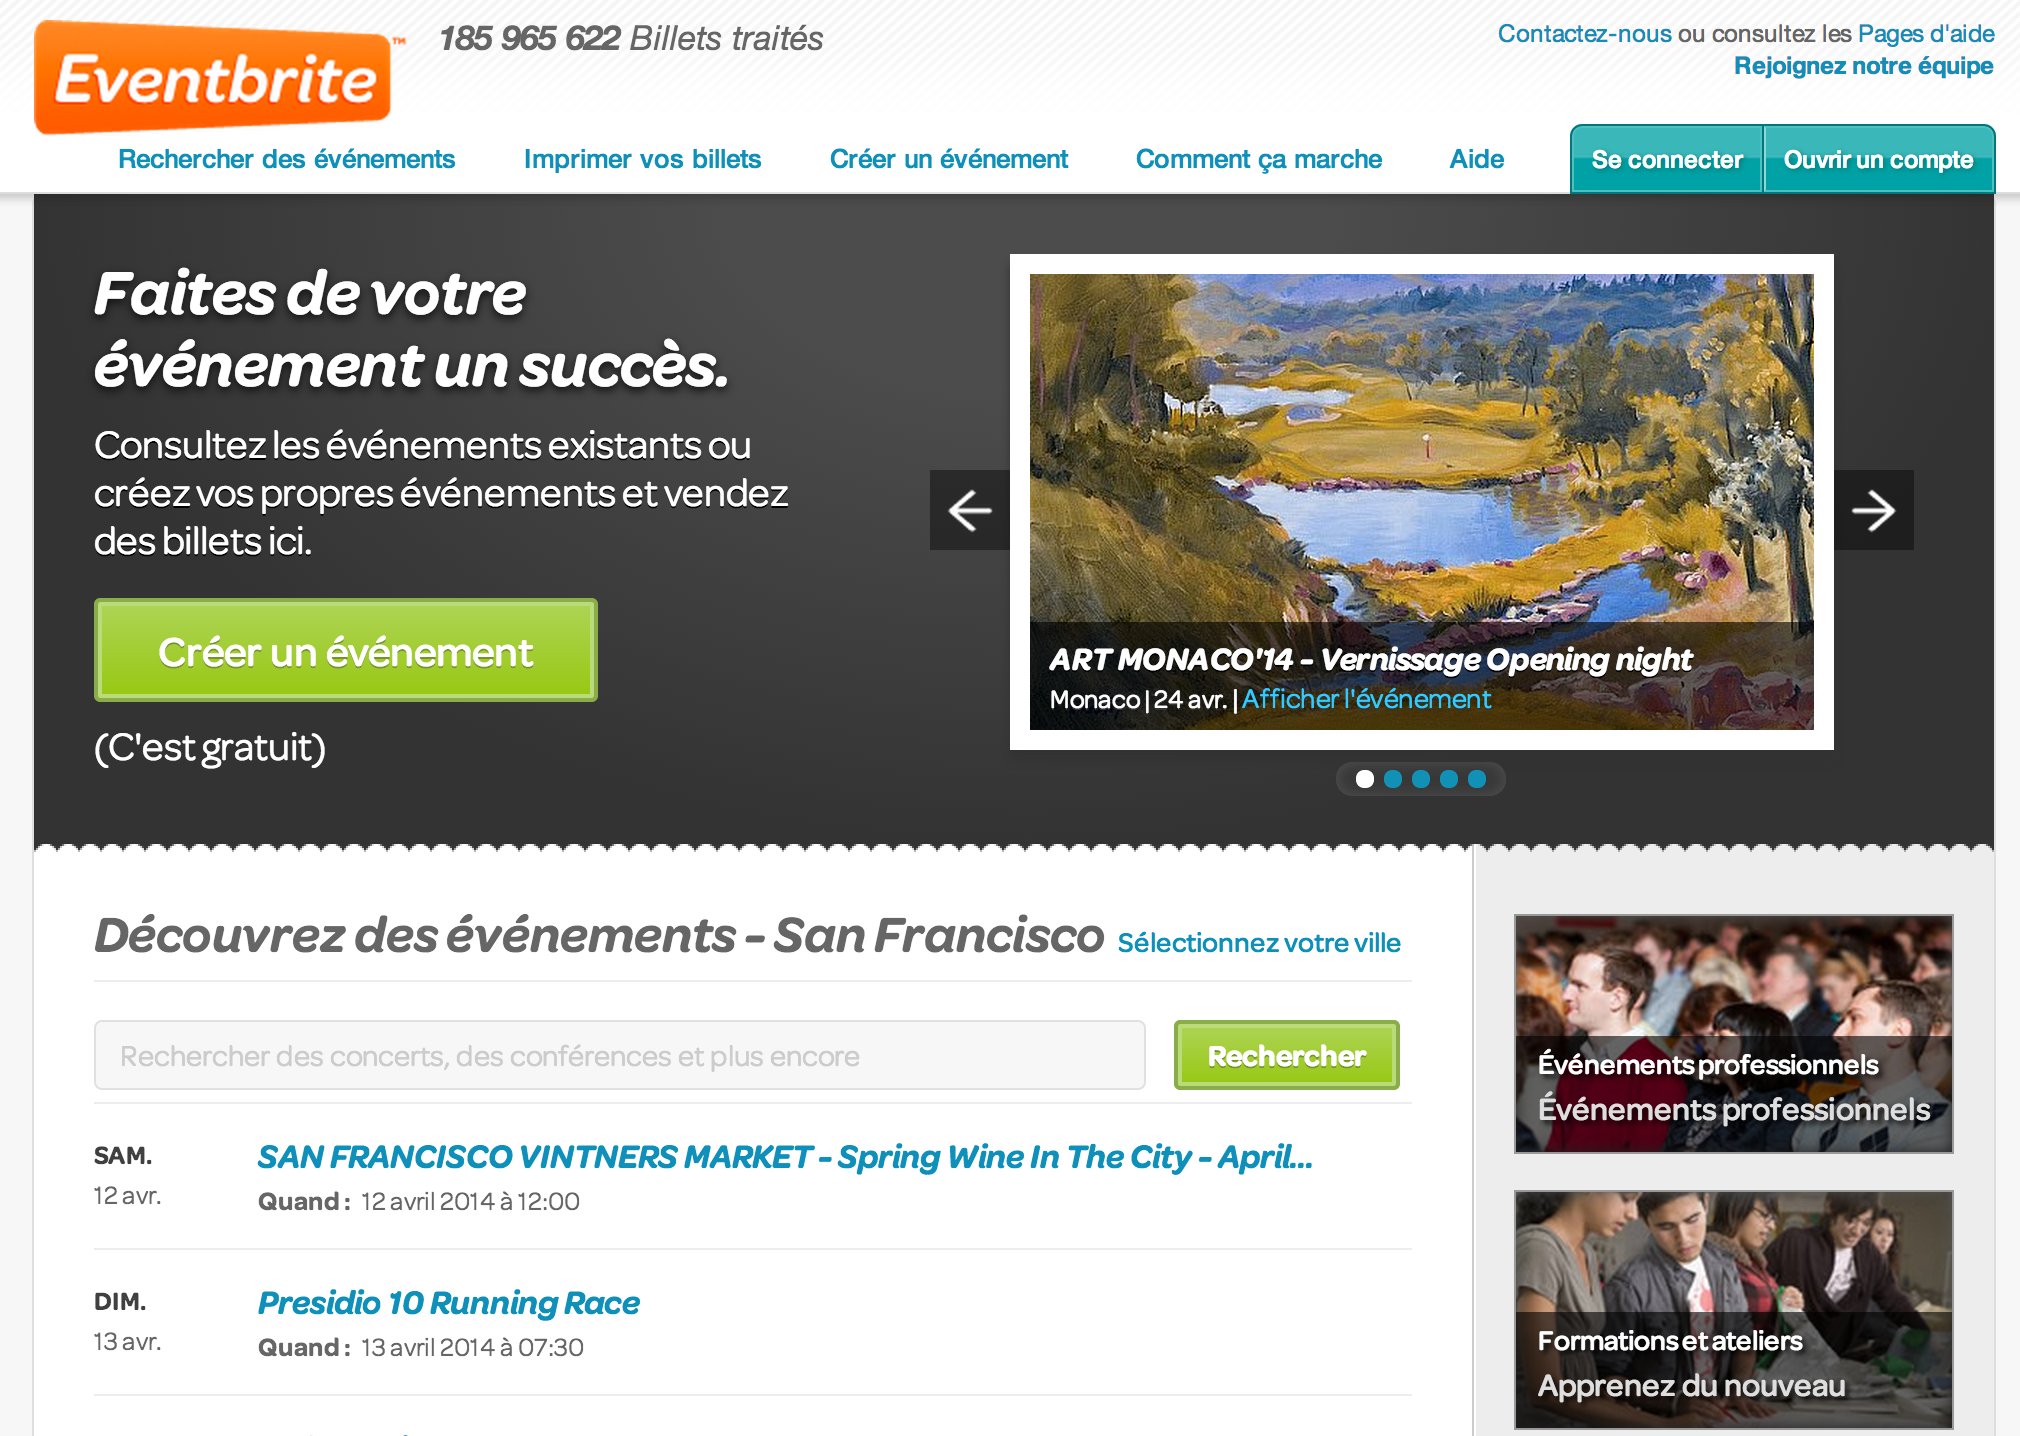 Eventbrite™
185 965 622 Billets traités
Contactez-nous ou consultez les Pages d'aide
Rejoignez notre équipe
Rechercher des événements
Imprimer vos billets
Créer un événement
Comment ça marche
Aide
Se connecter
Ouvrir un compte
Faites de votre
événement un succès.
Consultez les événements existants ou
créez vos propres événements et vendez
des billets ici.
Créer un événement
(C'est gratuit)
ART MONACO'14 - Vernissage Opening night
Monaco | 24 avr. | Afficher l'événement
Découvrez des événements - San Francisco Sélectionnez votre ville
Rechercher des concerts, des conférences et plus encore
Rechercher
SAM.
12 avr.
SAN FRANCISCO VINTNERS MARKET - Spring Wine In The City - April...
Quand : 12 avril 2014 à 12:00
DIM.
13 avr.
Presidio 10 Running Race
Quand : 13 avril 2014 à 07:30
Événements professionnels
Événements professionnels
Formations et ateliers
Apprenez du nouveau